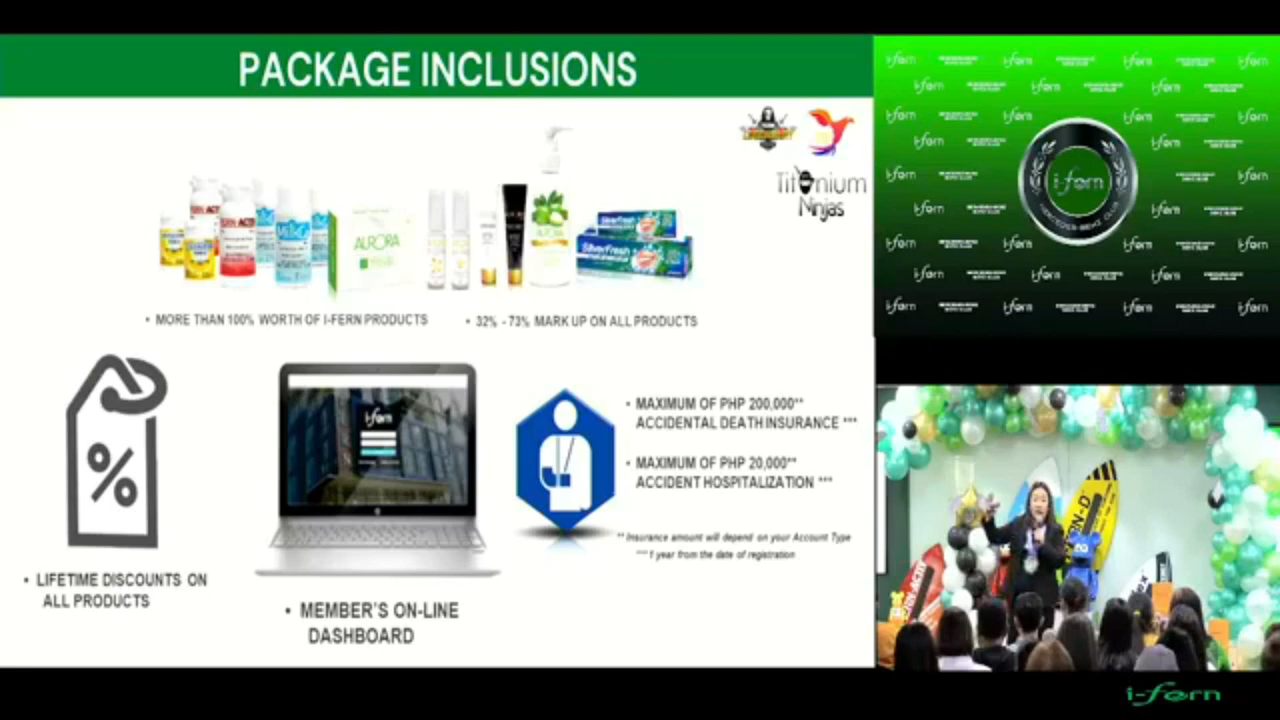 PACKAGE INCLUSIONS
Titanium
Ninjas
AURORA
SilverFresh
SilverFresh
• MORE THAN 100% WORTH OF I-FERN PRODUCTS
• 32% - 73% MARK UP ON ALL PRODUCTS
%
i-fern
• MAXIMUM OF PHP 200,000**
ACCIDENTAL DEATH INSURANCE ***
• MAXIMUM OF PHP 20,000**
ACCIDENT HOSPITALIZATION ***
** Insurance amount will depend on your Account Type
*** 1 year from the date of registration
• LIFETIME DISCOUNTS ON
ALL PRODUCTS
• MEMBER'S ON-LINE
DASHBOARD
i-fern
MERCEDES-BENZ CLUB
i-fern